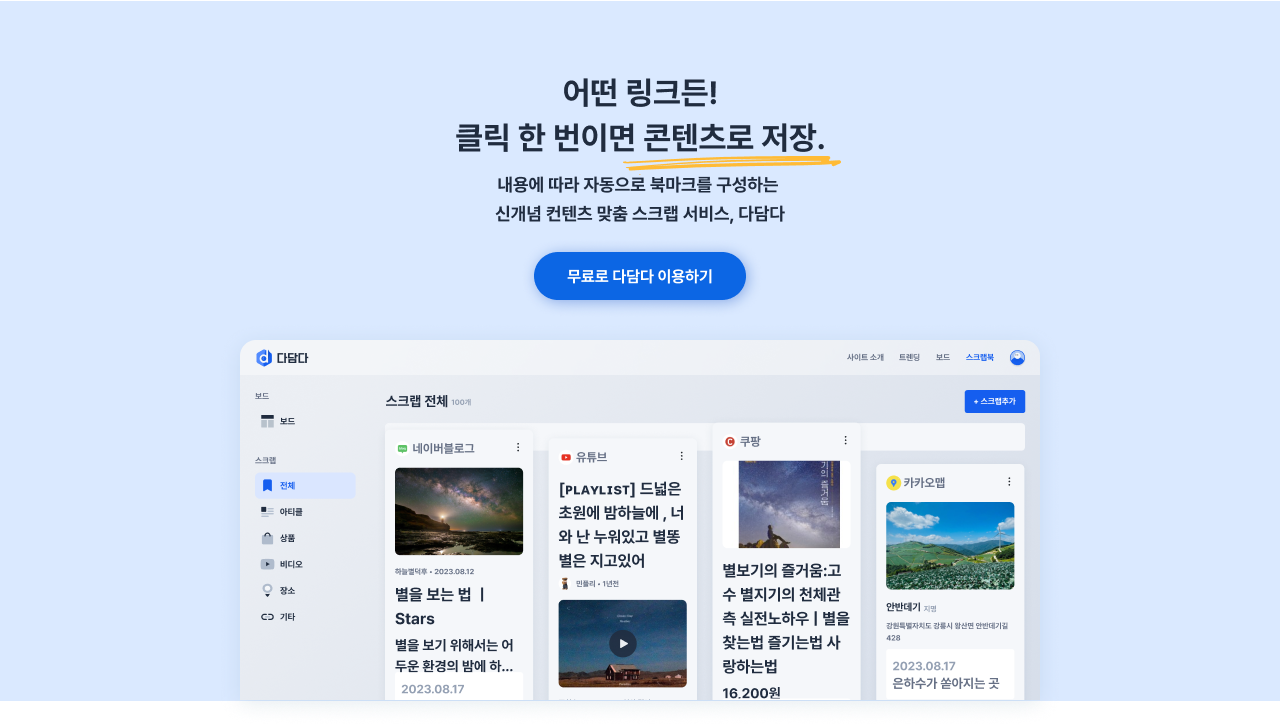 어떤 링크든!
클릭 한 번이면 콘텐츠로 저장.
내용에 따라 자동으로 북마크를 구성하는
신개념 컨텐츠 맞춤 스크랩 서비스, 다담다
무료로 다담다 이용하기
다담다
사이트 소개
트렌딩
보드
스크랩북
보드
보드
스크랩
전체
아티클
상품
비디오
장소
기타
스크랩 전체 100개
+ 스크랩추가
네이버블로그
하늘별덕후 • 2023.08.12
별을 보는 법 ㅣ
Stars
별을 보기 위해서는 어
두운 환경의 밤에 하...
2023.08.17
유튜브
[ᴘʟᴀʏʟɪꜱᴛ] 드넓은
초원에 밤하늘에 , 너
와 난 누워있고 별똥
별은 지고있어
민플리 • 1년전
쿠팡
기의 즐거움
별보기의 즐거움:고
수 별지기의 천체관
측 실전노하우 | 별을
찾는법 즐기는법 사
랑하는법
16,200원
카카오맵
안반데기 지명
강원특별자치도 강릉시 왕산면 안반데기길
428
2023.08.17
은하수가 쏟아지는 곳